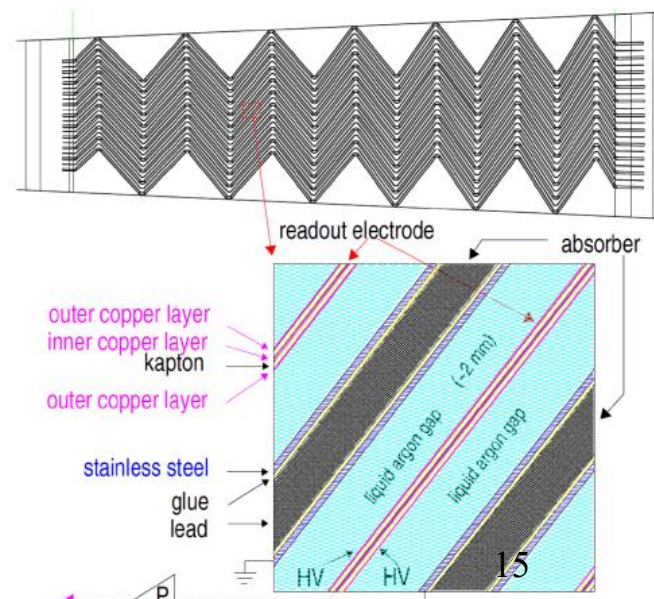 readout electrode
absorber
outer copper layer
inner copper layer
kapton
outer copper layer
(~2 mm)
liquid argon gap
liquid argon gap
stainless steel
glue
lead
HV
HV
15
P